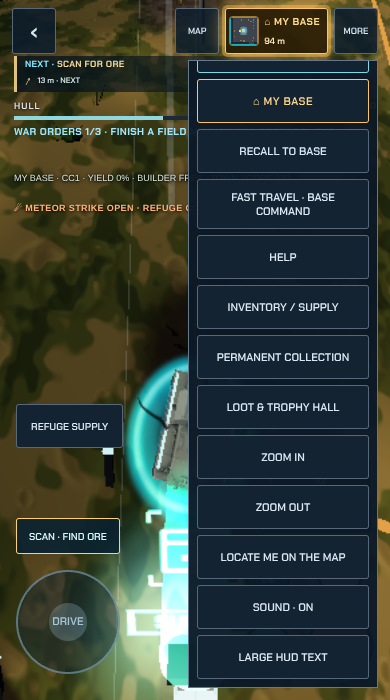 ‹
MAP
⌂ MY BASE
94 m
MORE
NEXT · SCAN FOR ORE
13 m · NEXT
HULL
WAR ORDERS 1/3 · FINISH A FIELD
MY BASE · CC1 · YIELD 0% · BUILDER
METEOR STRIKE OPEN · REFUGE
⌂ MY BASE
RECALL TO BASE
FAST TRAVEL · BASE
COMMAND
HELP
INVENTORY / SUPPLY
PERMANENT COLLECTION
LOOT & TROPHY HALL
ZOOM IN
ZOOM OUT
LOCATE ME ON THE MAP
SOUND · ON
LARGE HUD TEXT
REFUGE SUPPLY
SCAN · FIND ORE
DRIVE